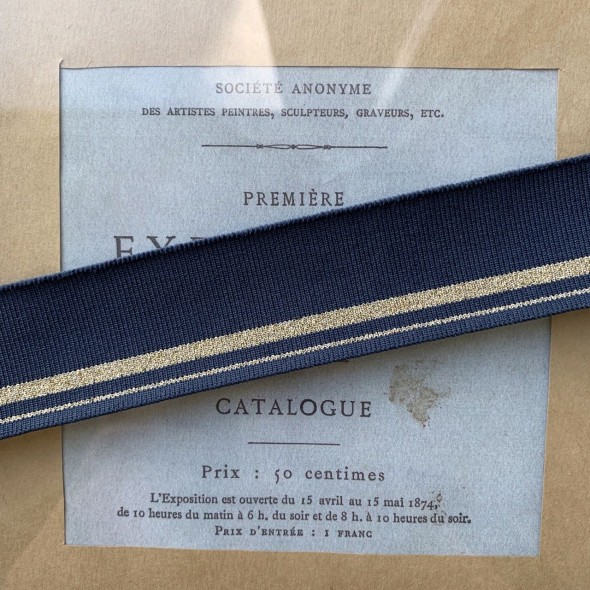 SOCIÉTÉ ANONYME
DES ARTISTES PEINTRES, SCULPTEURS, GRAVEURS, ETC.
PREMIÈRE
CATALOGUE
Prix : 50 centimes
L'Exposition est ouverte du 15 avril au 15 mai 1874,
de 10 heures du matin à 6 h. du soir et de 8 h. à 10 heures du soir.
PRIX D'ENTRÉE : 1 FRANC